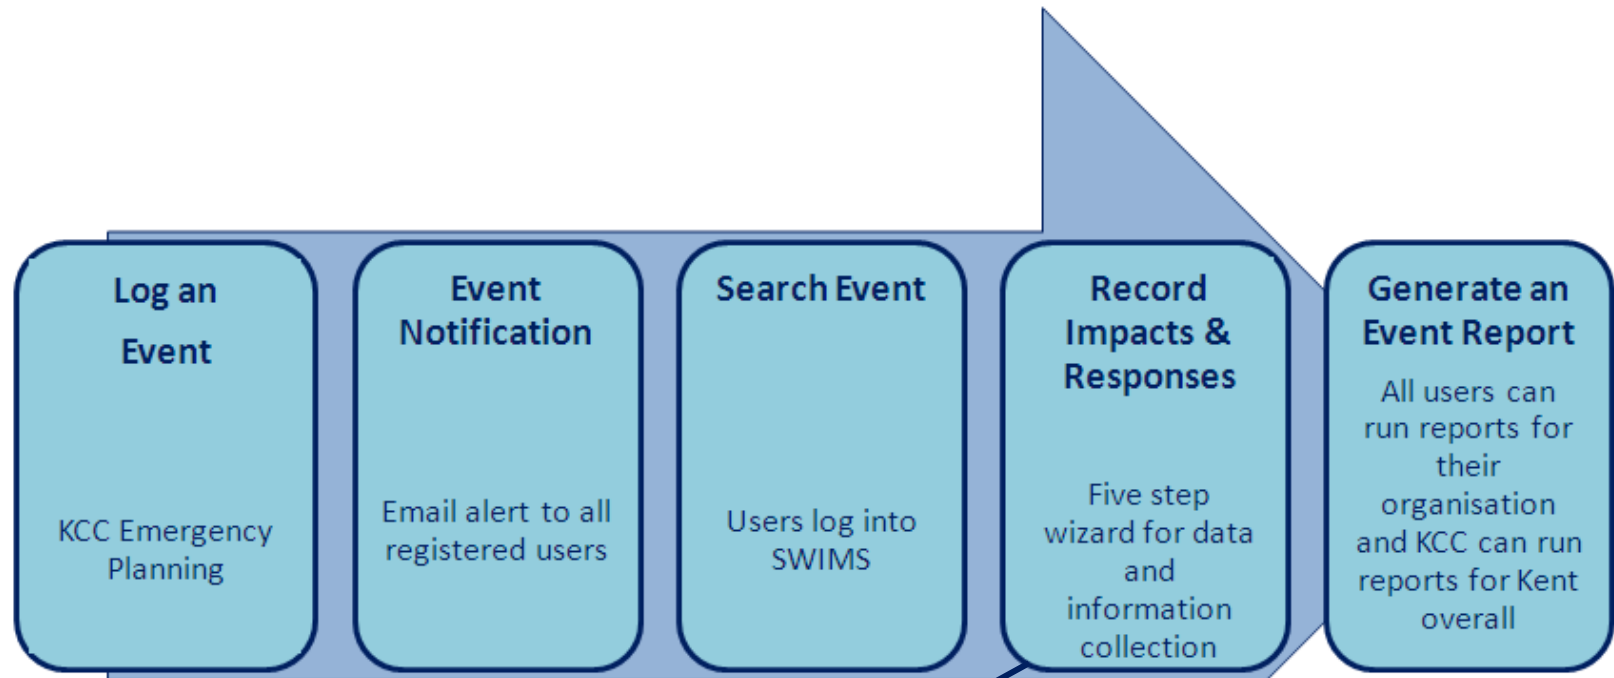 Log an
Event
KCC Emergency
Planning
Event
Notification
Email alert to all
registered users
Search Event
Users log into
SWIMS
Record
Impacts &
Responses
Five step
wizard for data
and
information
collection
Generate an
Event Report
All users can
run reports for
their
organisation
and KCC can run
reports for Kent
overall